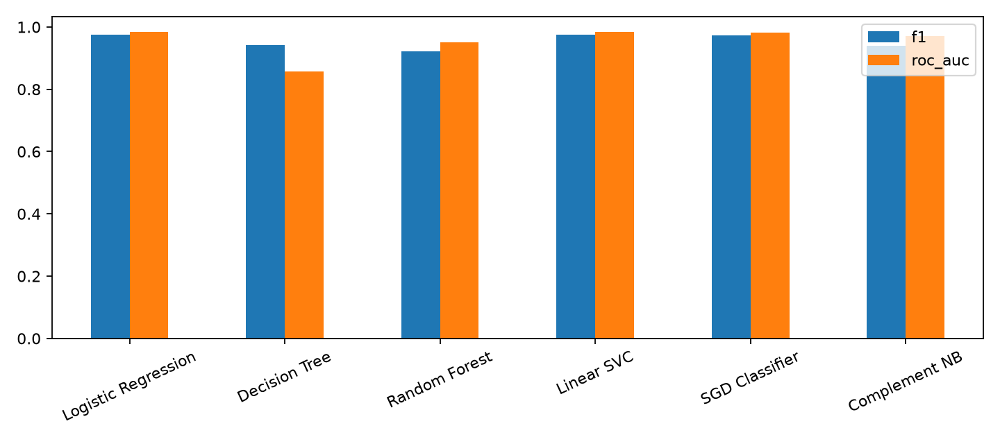 1.0
0.8
0.6
0.4
0.2
0.0
f1
roc_auc
Logistic Regression
Decision Tree
Random Forest
Linear SVC
SGD Classifier
Complement NB